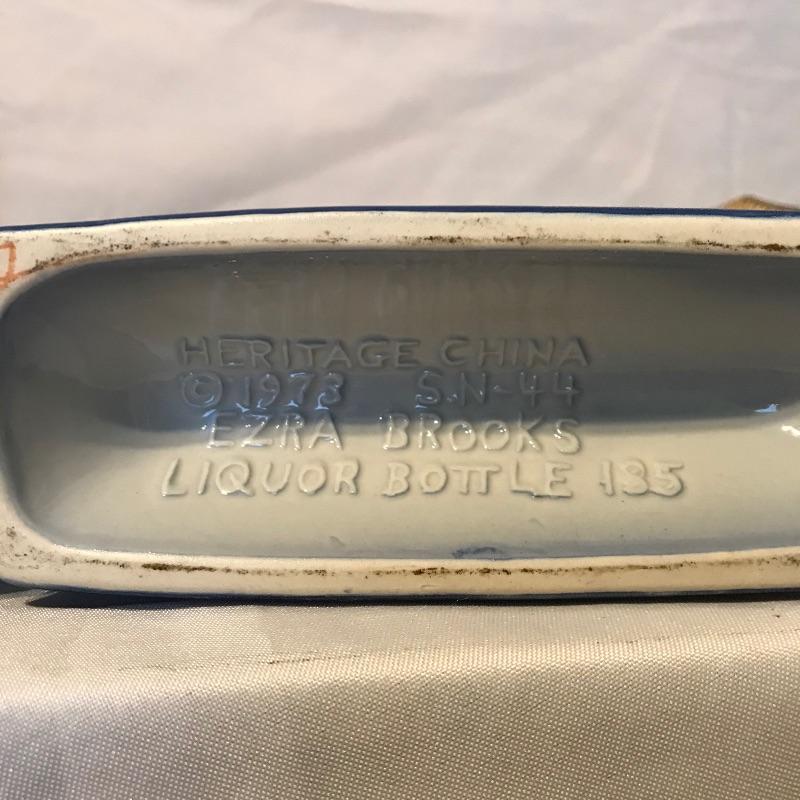 HERITAGE CHINA
© 1973 S.N-44
EZRA BROOKS
LIQUOR BOTTLE 185